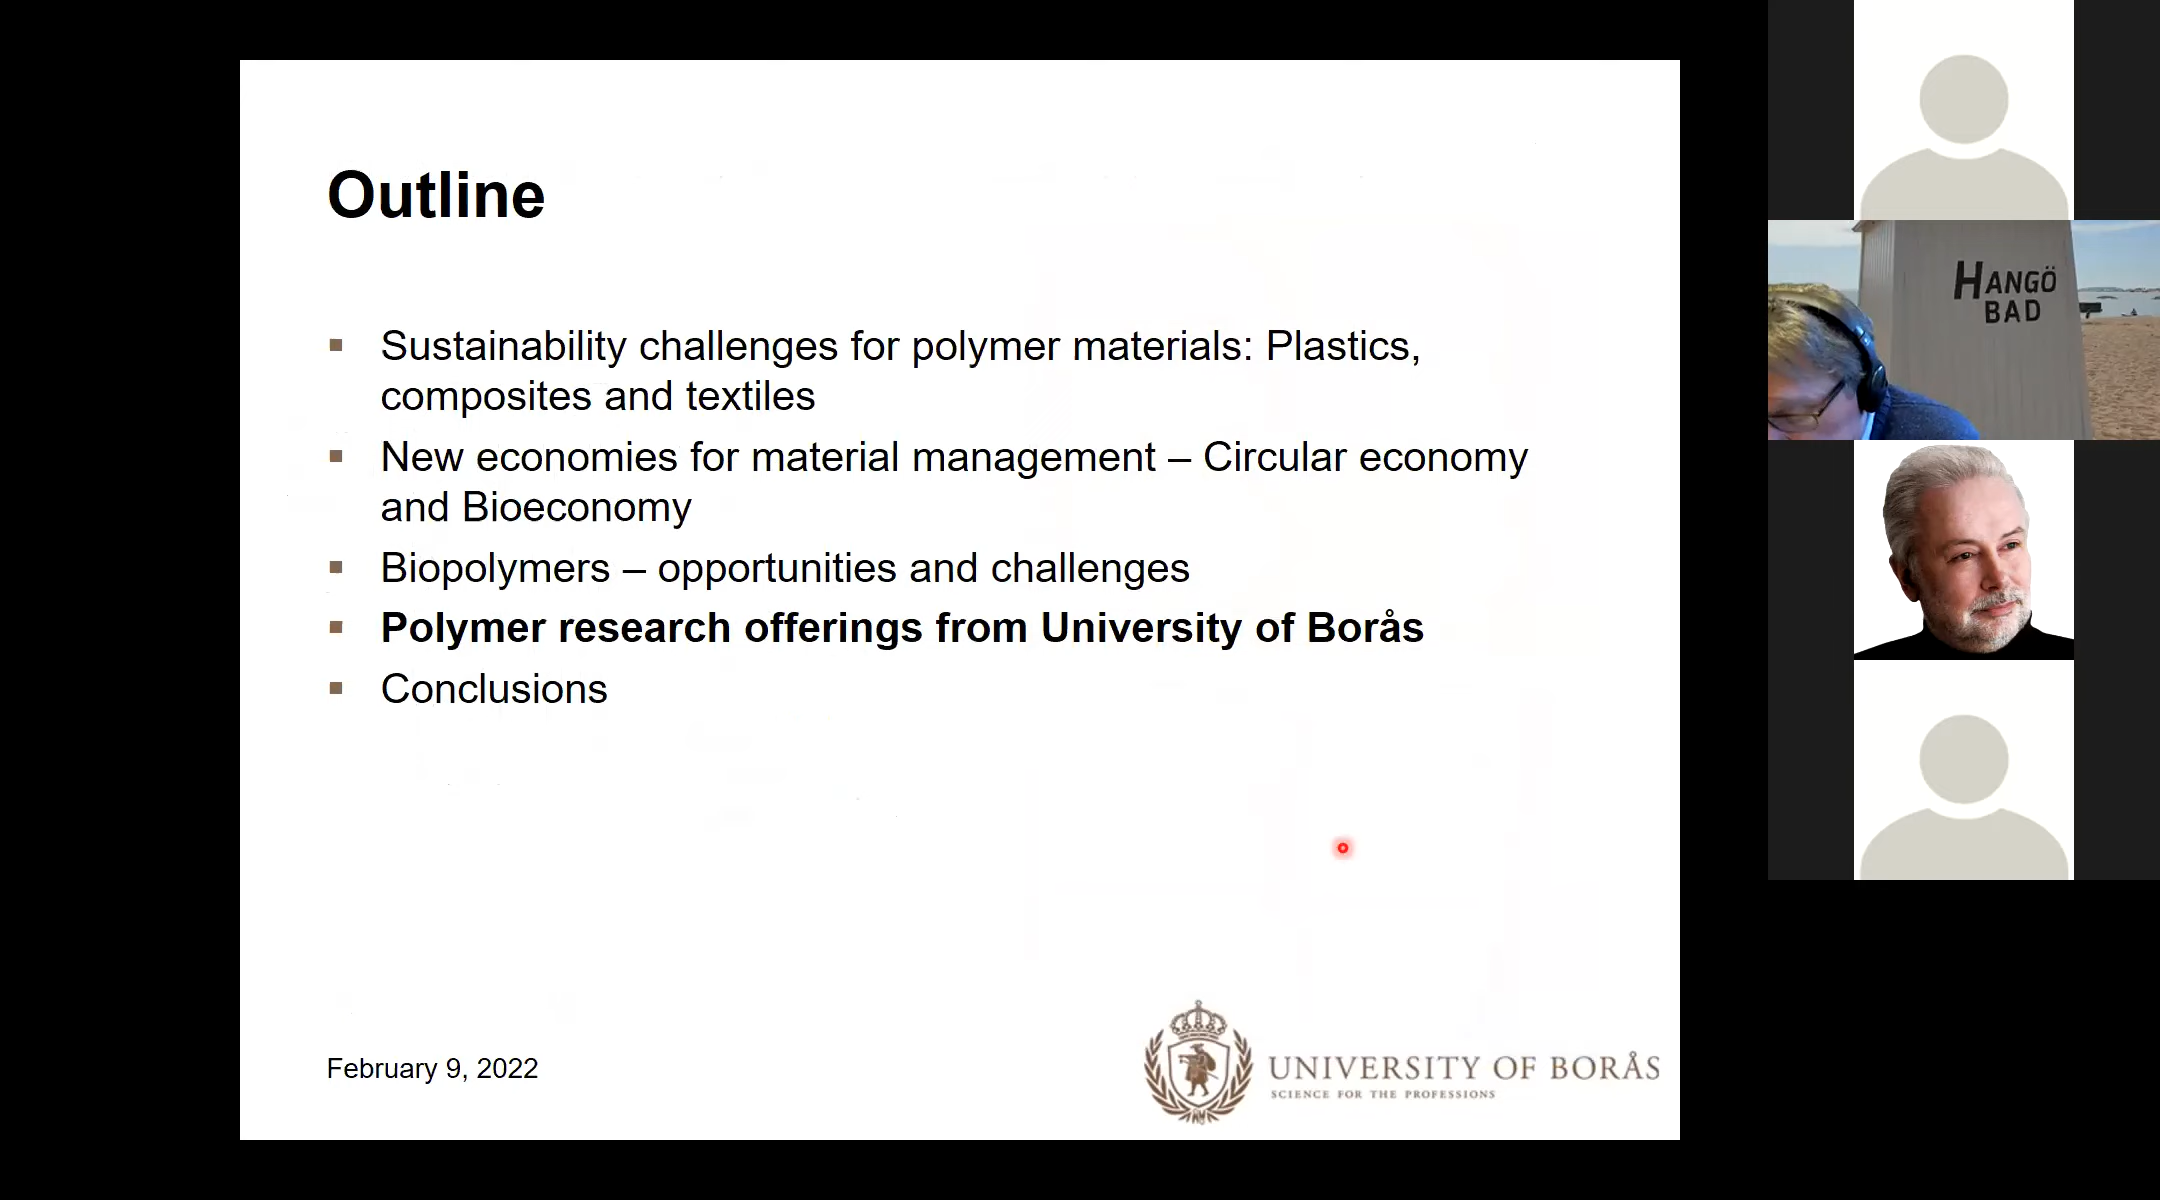 Outline
Sustainability challenges for polymer materials: Plastics,
composites and textiles
New economies for material management – Circular economy
and Bioeconomy
Biopolymers – opportunities and challenges
Polymer research offerings from University of Borås
Conclusions
February 9, 2022
UNIVERSITY OF BORÅS
SCIENCE FOR THE PROFESSIONS
HANGÖ
BAD